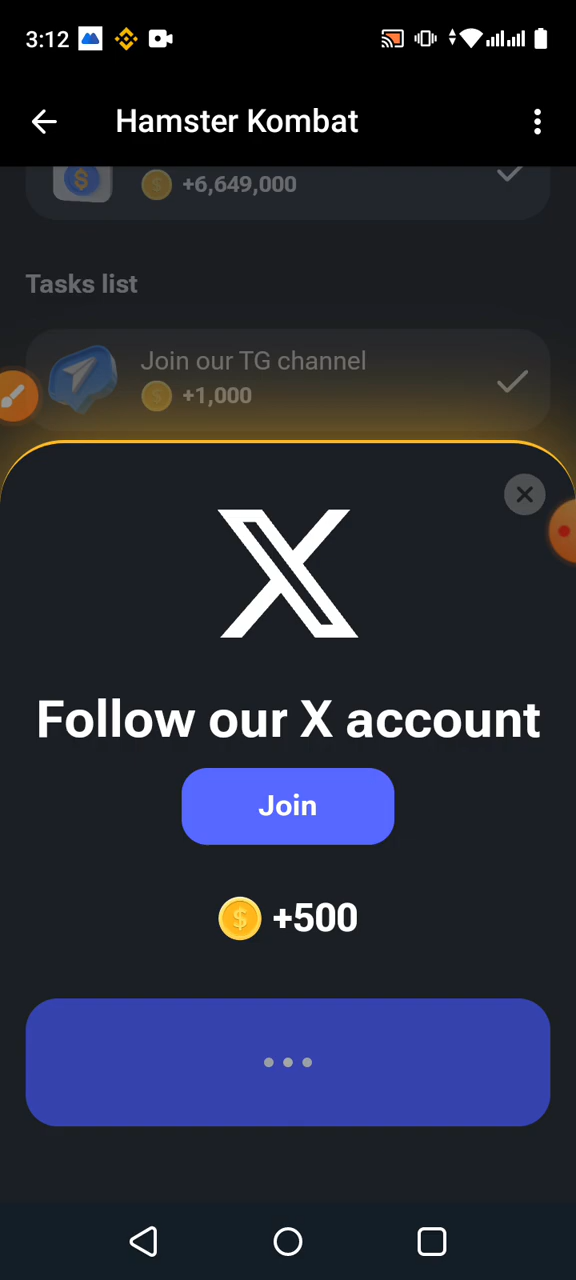 3:12
Hamster Kombat
+6,649,000
Tasks list
Join our TG channel
+1,000
Follow our X account
Join
+500